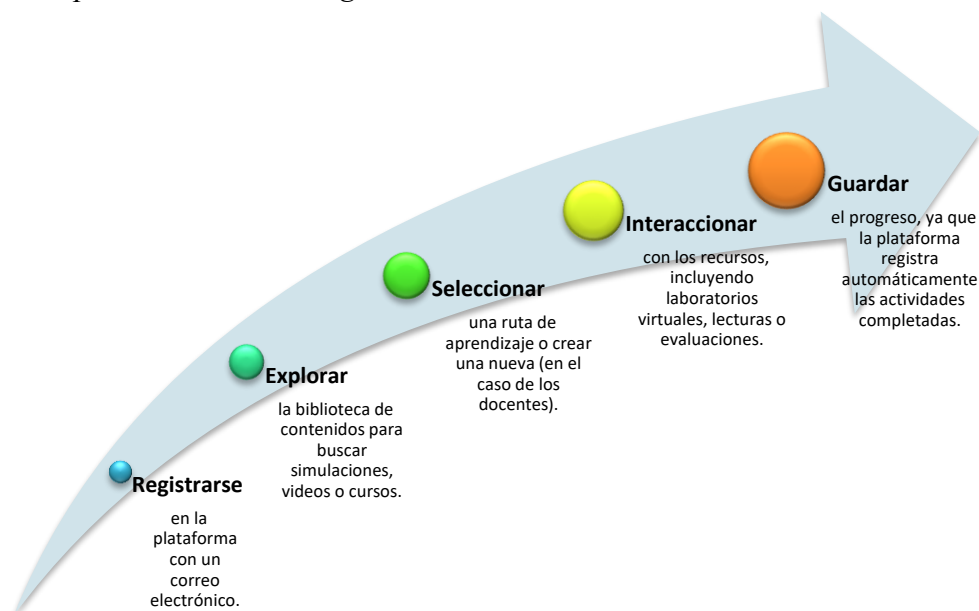 Registrarse
en la
plataforma
con un
correo
electrónico.
Explorar
la biblioteca de
contenidos para
buscar
simulaciones,
videos o cursos.
Seleccionar
una ruta de
aprendizaje o crear
una nueva (en el
caso de los
docentes).
Interaccionar
con los recursos,
incluyendo
laboratorios
virtuales, lecturas o
evaluaciones.
Guardar
el progreso, ya que
la plataforma
registra
automáticamente
las actividades
completadas.